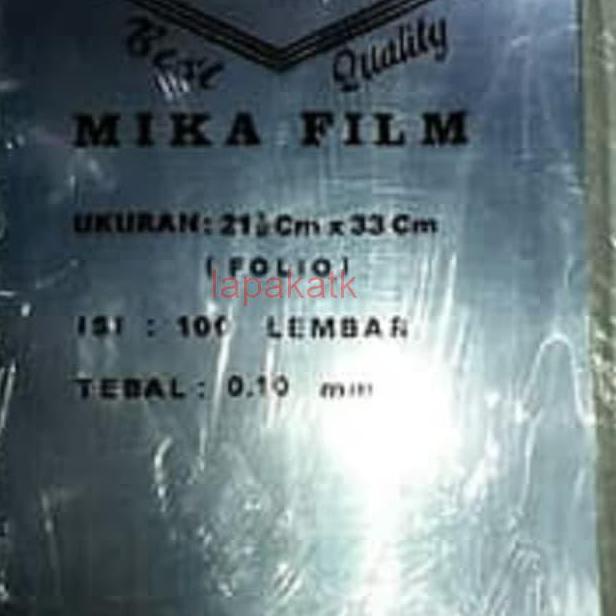 Best Quality
MIKA FILM
UKURAN: 21½ Cm x 33 Cm
(FOLIO)
lapakatk
ISI : 100 LEMBAR
TEBAL : 0.10 mm